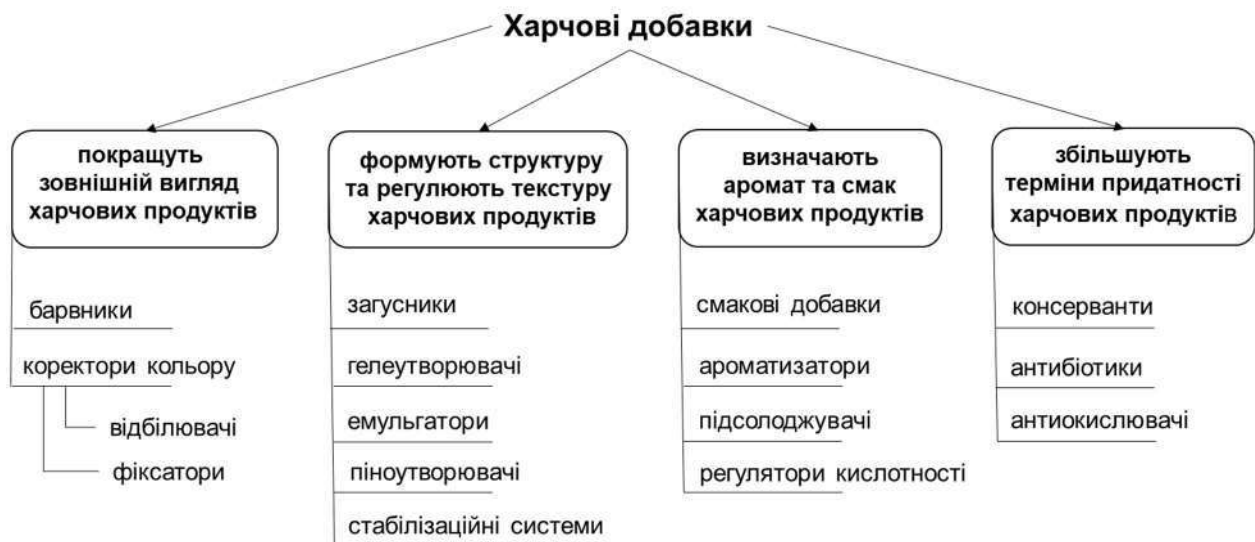 Харчові добавки
покращуть
зовнішній вигляд
харчових продуктів
барвники
коректори кольору
відбілювачі
фіксатори
формують структуру
та регулюють текстуру
харчових продуктів
загусники
гелеутворювачі
емульгатори
піноутворювачі
стабілізаційні системи
визначають
аромат та смак
харчових продуктів
смакові добавки
ароматизатори
підсолоджувачі
регулятори кислотності
збільшують
терміни придатності
харчових продуктів
консерванти
антибіотики
антиокислювачі